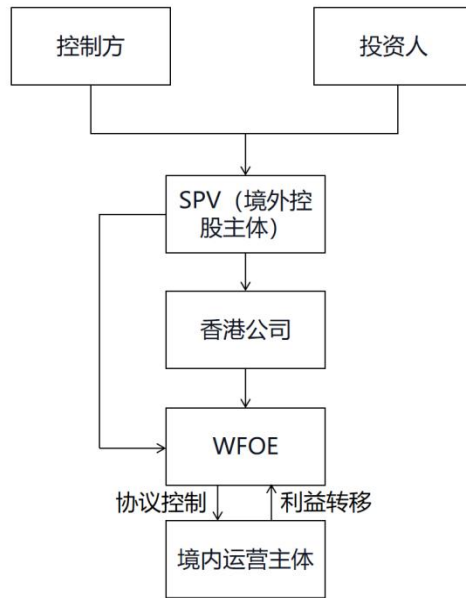 控制方
投资人
SPV（境外控
股主体）
香港公司
WFOE
协议控制
利益转移
境内运营主体